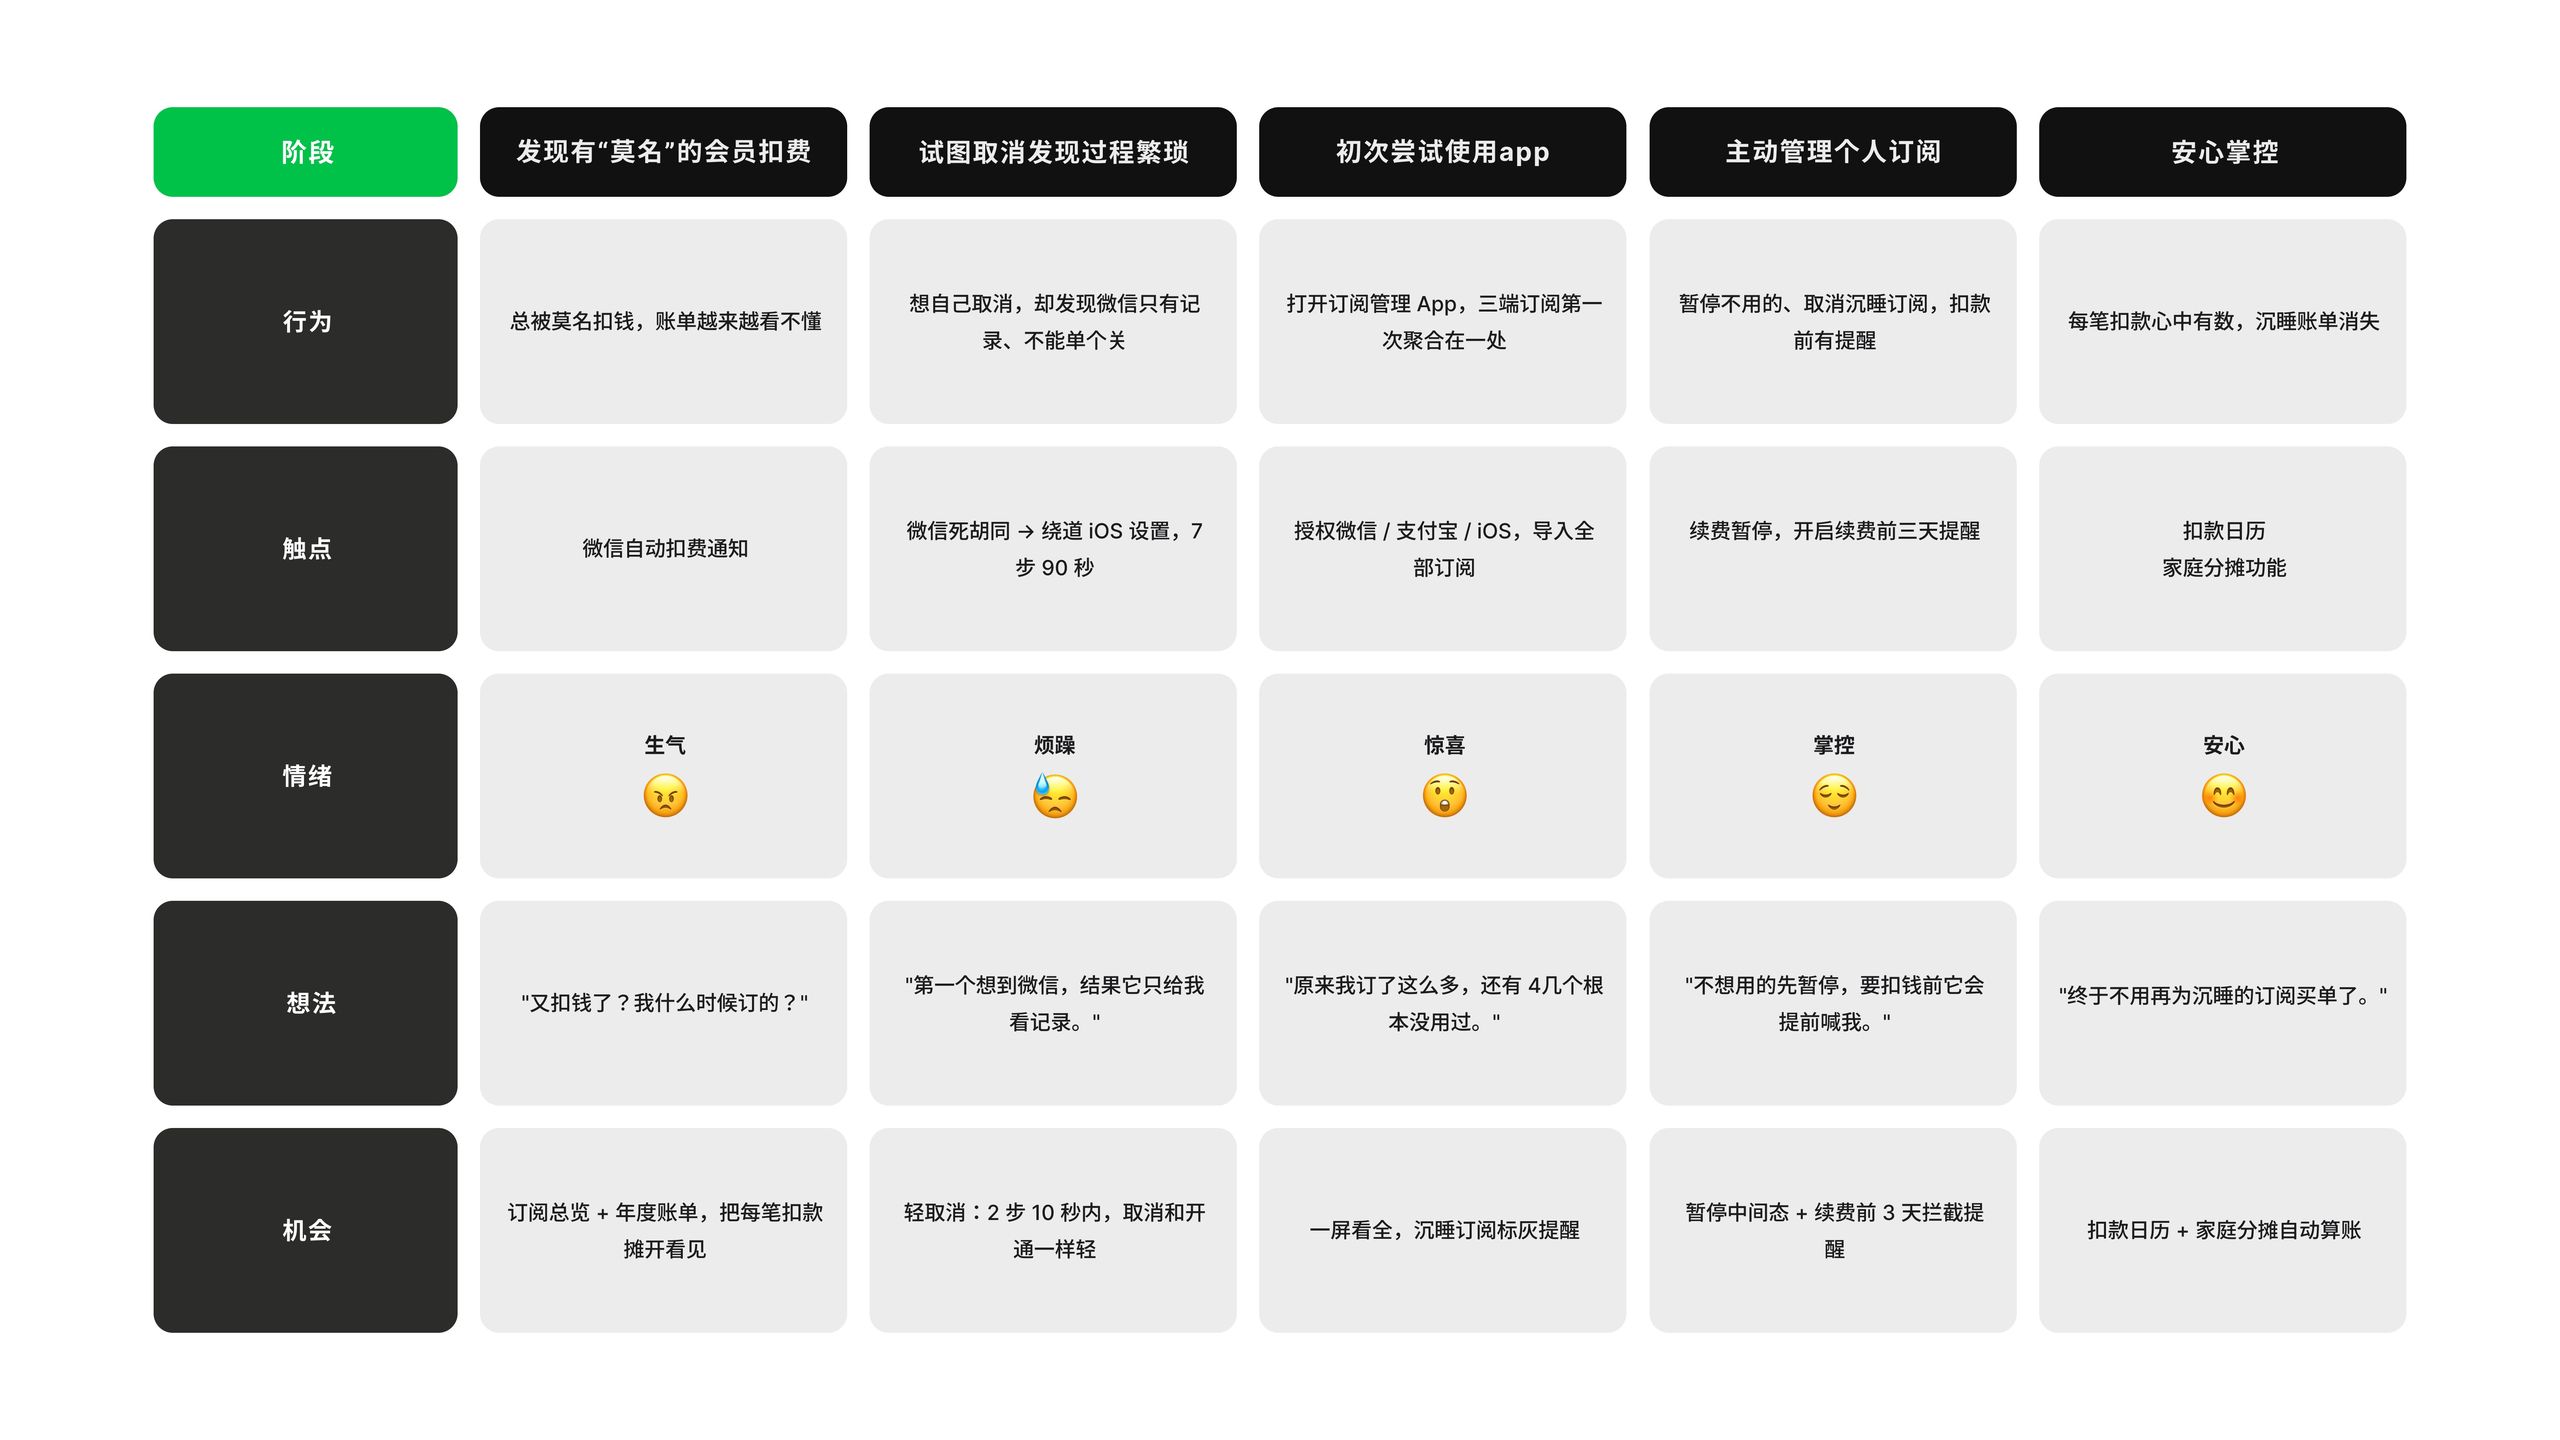 阶段
发现有“莫名”的会员扣费
试图取消发现过程繁琐
初次尝试使用app
主动管理个人订阅
安心掌控
行为
总被莫名扣钱，账单越来越看不懂
想自己取消，却发现微信只有记
录、不能单个关
打开订阅管理 App，三端订阅第一
次聚合在一处
暂停不用的、取消沉睡订阅，扣款
前有提醒
每笔扣款心中有数，沉睡账单消失
触点
微信自动扣费通知
微信死胡同 → 绕道 iOS 设置，7
步 90 秒
授权微信 / 支付宝 / iOS，导入全
部订阅
续费暂停，开启续费前三天提醒
扣款日历
家庭分摊功能
情绪
生气
烦躁
惊喜
掌控
安心
想法
"又扣钱了？我什么时候订的？"
"第一个想到微信，结果它只给我
看记录。"
"原来我订了这么多，还有 4几个根
本没用过。"
"不想用的先暂停，要扣钱前它会
提前喊我。"
"终于不用再为沉睡的订阅买单了。"
机会
订阅总览 + 年度账单，把每笔扣款
摊开看见
轻取消：2 步 10 秒内，取消和开
通一样轻
一屏看全，沉睡订阅标灰提醒
暂停中间态 + 续费前 3 天拦截提
醒
扣款日历 + 家庭分摊自动算账